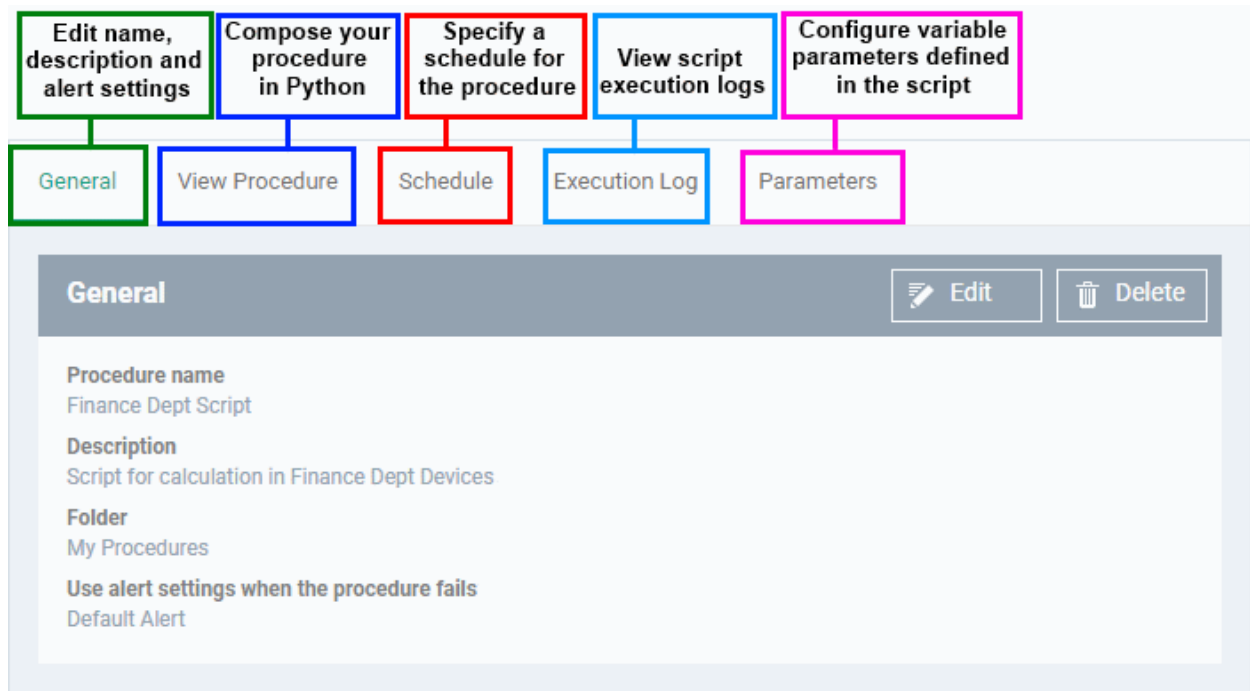 Edit name,
description and
alert settings
Compose your
procedure
in Python
Specify a
schedule for
the procedure
View script
execution logs
Configure variable
parameters defined
in the script
General
View Procedure
Schedule
Execution Log
Parameters
General
Edit
Delete
Procedure name
Finance Dept Script
Description
Script for calculation in Finance Dept Devices
Folder
My Procedures
Use alert settings when the procedure fails
Default Alert